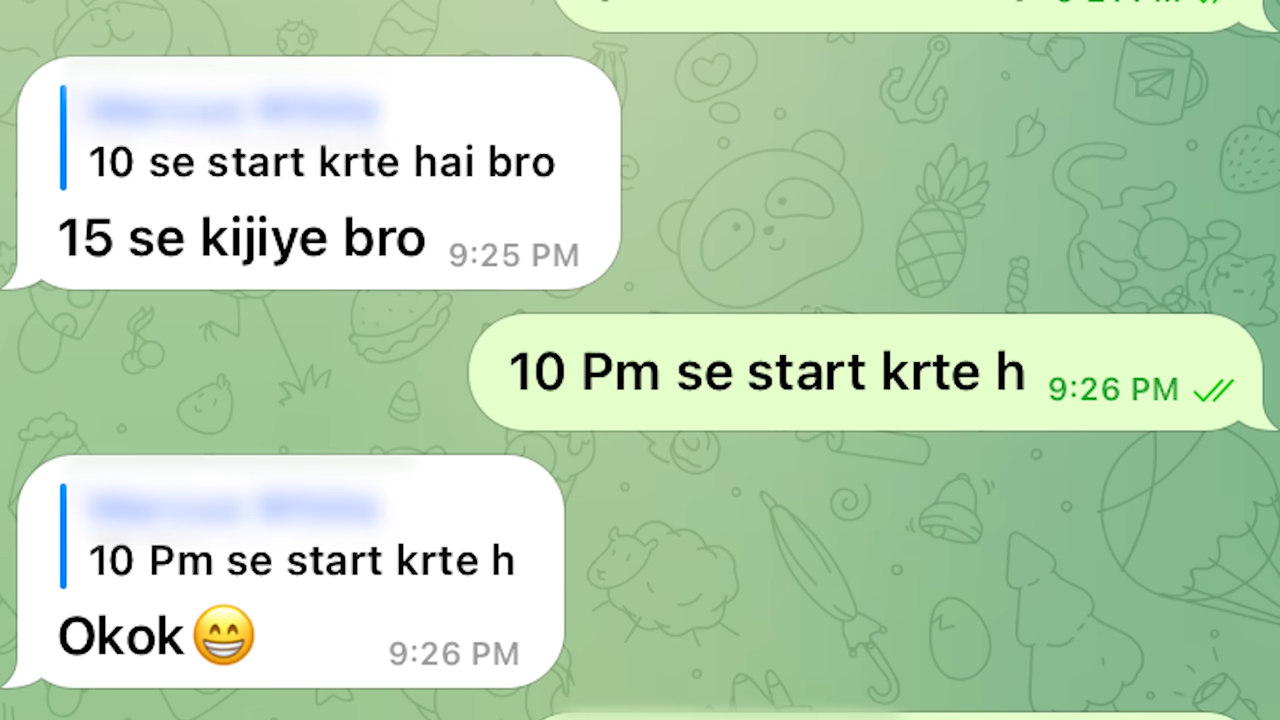 10 se start krte hai bro
15 se kijiye bro 9:25 PM
10 Pm se start krte h 9:26 PM
10 Pm se start krte h
Okok😁 9:26 PM